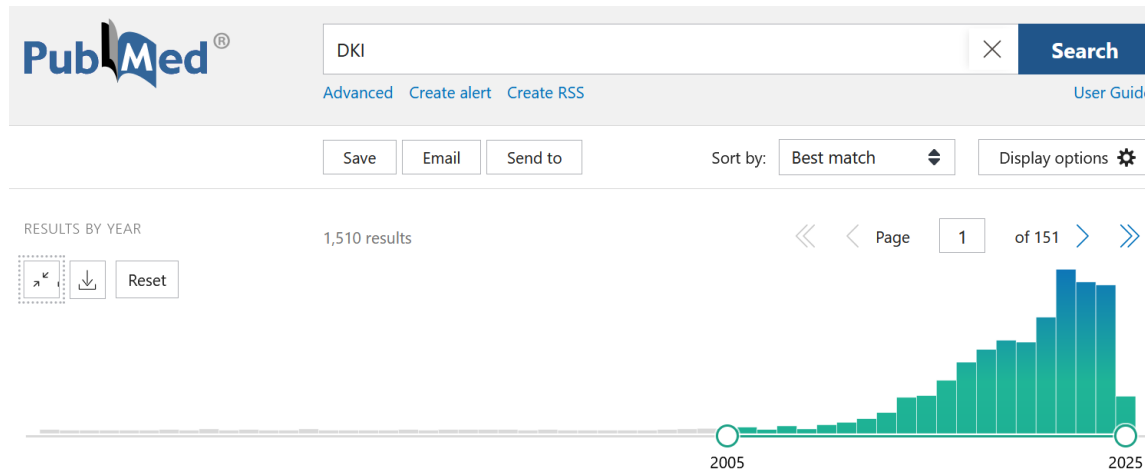 PubMed®
DKI
Search
Advanced Create alert Create RSS
User Guide
Save Email Send to
Sort by: Best match
Display options
RESULTS BY YEAR
1,510 results
Page 1 of 151
Reset
2005
2025